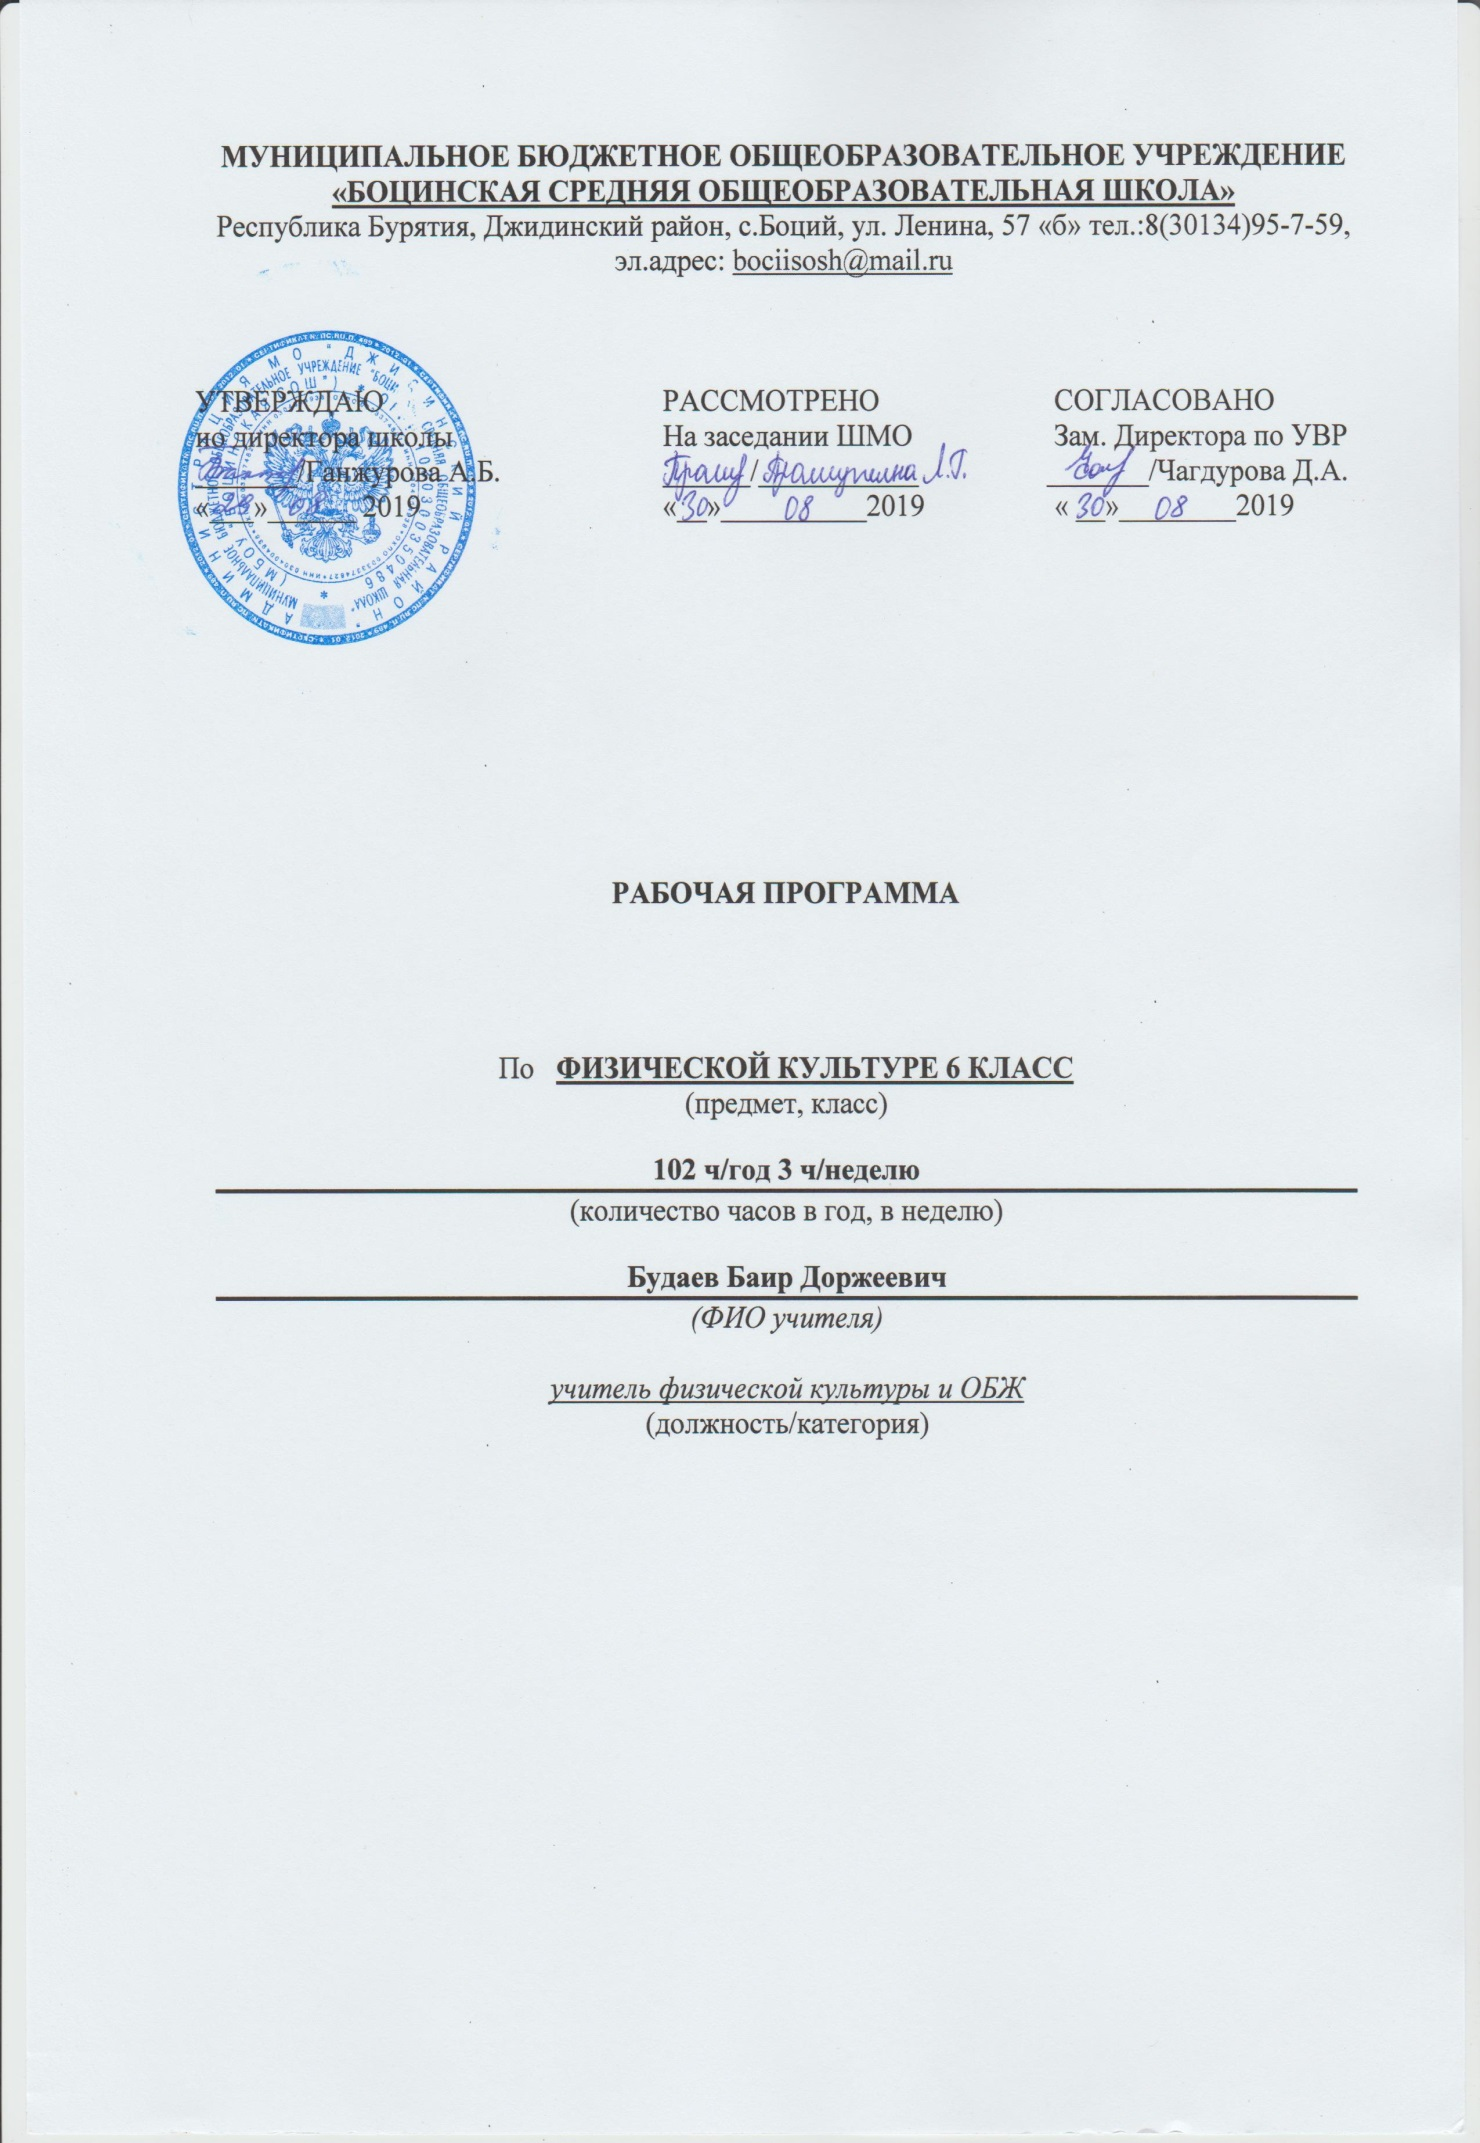 МУНИЦИПАЛЬНОЕ БЮДЖЕТНОЕ ОБЩЕОБРАЗОВАТЕЛЬНОЕ УЧРЕЖДЕНИЕ
«БОЦИНСКАЯ СРЕДНЯЯ ОБЩЕОБРАЗОВАТЕЛЬНАЯ ШКОЛА»
Республика Бурятия, Джидинский район, с.Боций, ул. Ленина, 57 «б» тел.:8(30134)95-7-59,
эл.адрес: bociisosh@mail.ru
УТВЕРЖДАЮ
ио директора школы
/Ганжурова А.Б.
« » 08 2019
РАССМОТРЕНО
На заседании ШМО
/ Л.Г.
«30» 08 2019
СОГЛАСОВАНО
Зам. Директора по УВР
/Чагдурова Д.А.
« 30 » 08 2019
РАБОЧАЯ ПРОГРАММА
По ФИЗИЧЕСКОЙ КУЛЬТУРЕ 6 КЛАСС
(предмет, класс)
102 ч/год 3 ч/неделю
(количество часов в год, в неделю)
Будаев Баир Доржеевич
(ФИО учителя)
учитель физической культуры и ОБЖ
(должность/категория)